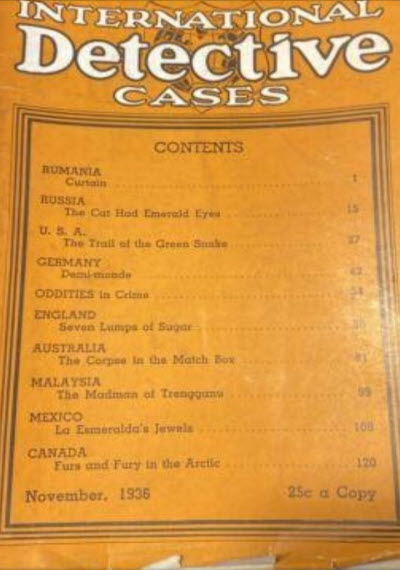 INTERNATIONAL
Detective
CASES
CONTENTS
RUMANIA
Curtain 1
RUSSIA
The Cat Had Emerald Eyes 15
U. S. A.
The Trail of the Green Snake 27
GERMANY
Demi-monde 42
ODDITIES in Crime 54
ENGLAND
Seven Lumps of Sugar
AUSTRALIA
The Corpse in the Match Box 81
MALAYSIA
The Madman of Trengganu 99
MEXICO
La Esmeralda's Jewels 108
CANADA
Furs and Fury in the Arctic 120
November, 1936 25c a Copy